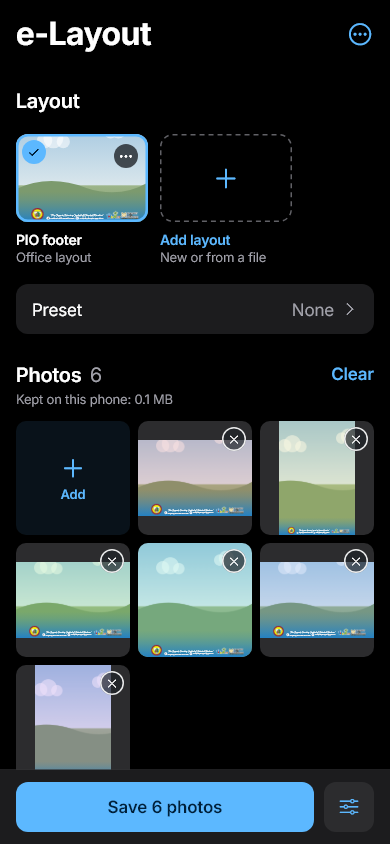 e-Layout
Layout
PIO footer
Office layout
Add layout
New or from a file
Preset
None
Photos 6
Clear
Kept on this phone: 0.1 MB
Add
Save 6 photos